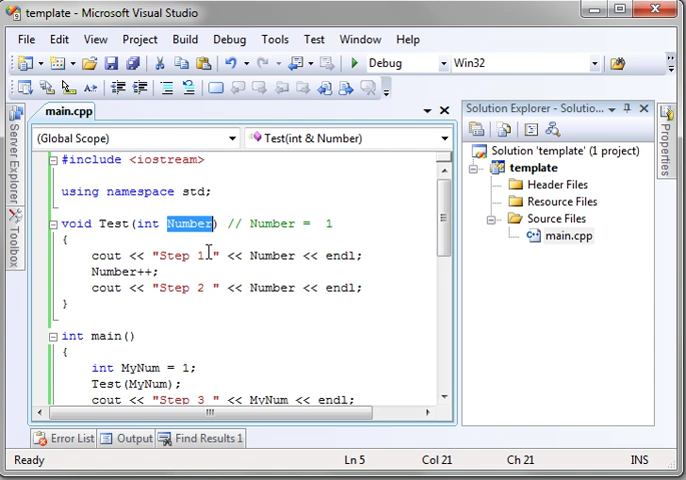 template - Microsoft Visual Studio
File Edit View Project Build Debug Tools Test Window Help
Debug Win32
main.cpp
Solution Explorer - Solutio...
(Global Scope) Test(int & Number)
#include <iostream>
using namespace std;
void Test(int Number) // Number = 1
{
cout << "Step 1 " << Number << endl;
Number++;
cout << "Step 2 " << Number << endl;
}
int main()
{
int MyNum = 1;
Test(MyNum);
cout << "Step 3 " << MyNum << endl;
Solution 'template' (1 project)
template
Header Files
Resource Files
Source Files
main.cpp
Server Explorer
Toolbox
Properties
Error List Output Find Results 1
Ready Ln 5 Col 21 Ch 21 INS